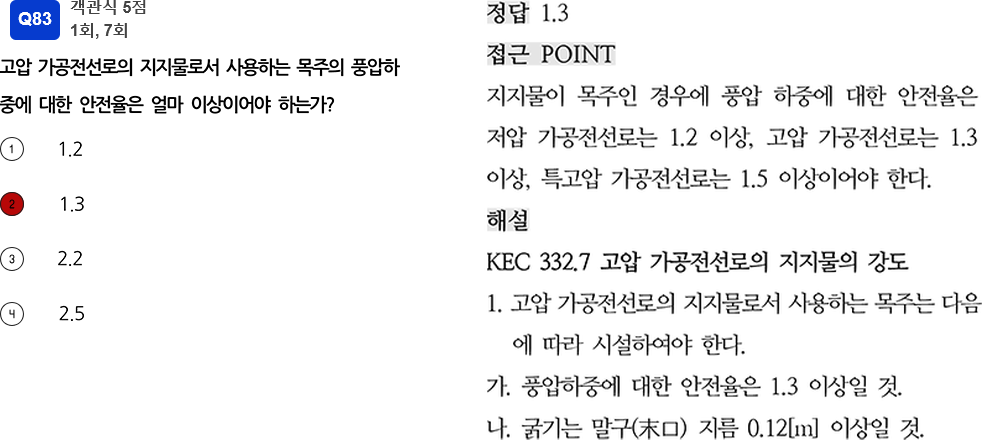 Q83
객관식 5점
1회, 7회
고압 가공전선로의 지지물로서 사용하는 목주의 풍압하
중에 대한 안전율은 얼마 이상이어야 하는가?
1 1.2
2 1.3
3 2.2
4 2.5
정답 1.3
접근 POINT
지지물이 목주인 경우에 풍압 하중에 대한 안전율은
저압 가공전선로는 1.2 이상, 고압 가공전선로는 1.3
이상, 특고압 가공전선로는 1.5 이상이어야 한다.
해설
KEC 332.7 고압 가공전선로의 지지물의 강도
1. 고압 가공전선로의 지지물로서 사용하는 목주는 다음
에 따라 시설하여야 한다.
가. 풍압하중에 대한 안전율은 1.3 이상일 것.
나. 굵기는 말구(末口) 지름 0.12[m] 이상일 것.